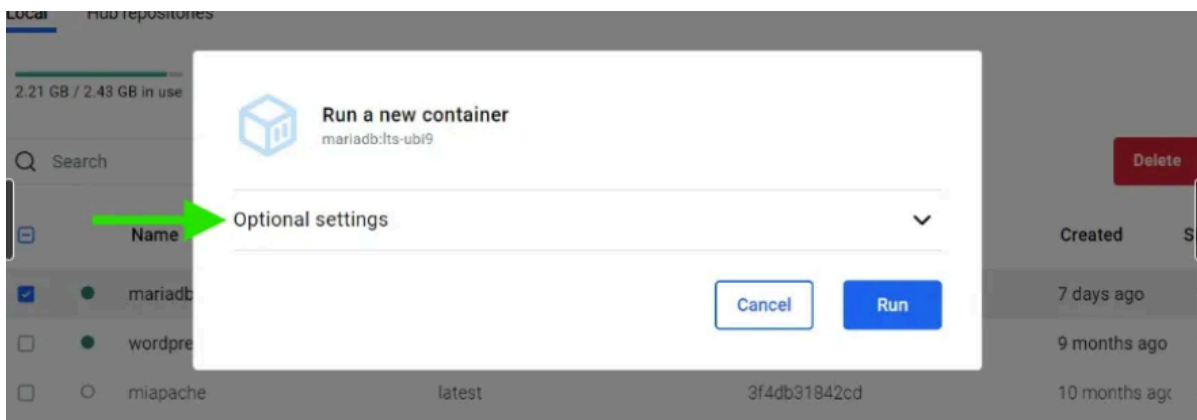 Local Hub repositories
2.21 GB / 2.43 GB in use
Run a new container
mariadb:lts-ubi9
Search
Delete
Optional settings
Name Created
mariadb 7 days ago
Cancel Run
wordpre 9 months ago
miapache latest 3f4db31842cd 10 months ago